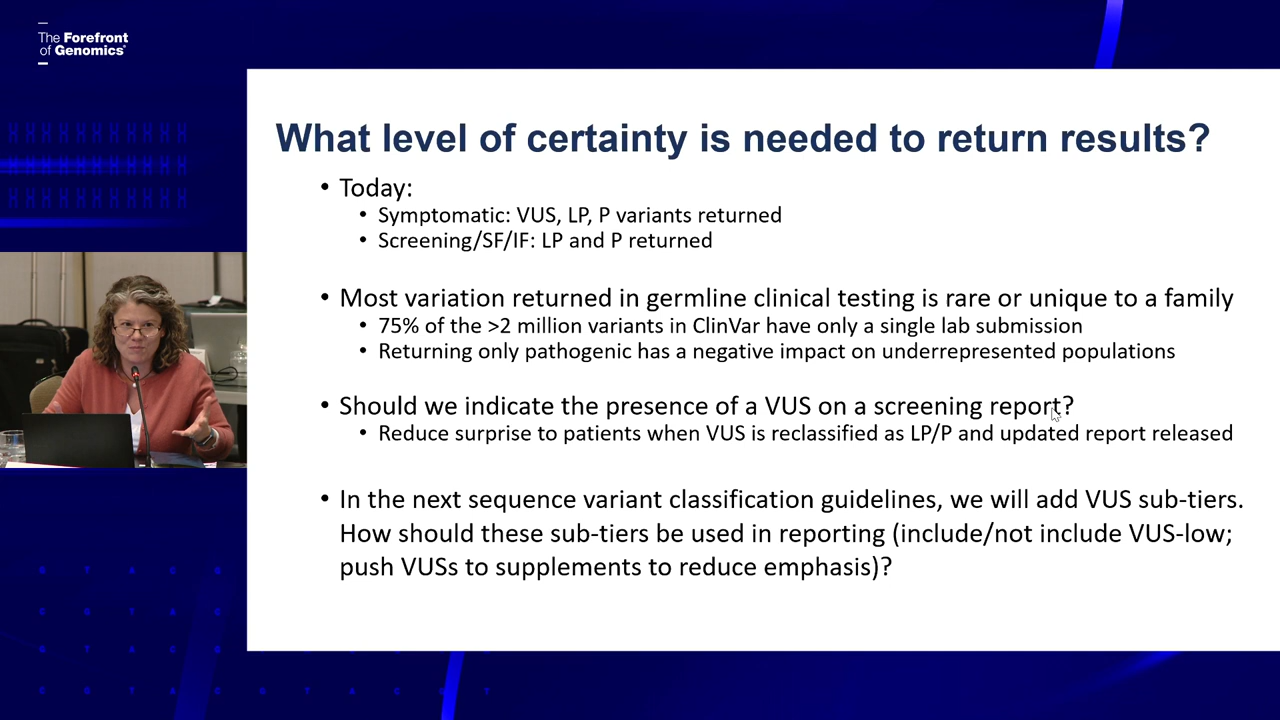 The Forefront
of Genomics
What level of certainty is needed to return results?
• Today:
• Symptomatic: VUS, LP, P variants returned
• Screening/SF/IF: LP and P returned
• Most variation returned in germline clinical testing is rare or unique to a family
• 75% of the >2 million variants in ClinVar have only a single lab submission
• Returning only pathogenic has a negative impact on underrepresented populations
• Should we indicate the presence of a VUS on a screening report?
• Reduce surprise to patients when VUS is reclassified as LP/P and updated report released
• In the next sequence variant classification guidelines, we will add VUS sub-tiers.
How should these sub-tiers be used in reporting (include/not include VUS-low;
push VUSs to supplements to reduce emphasis)?